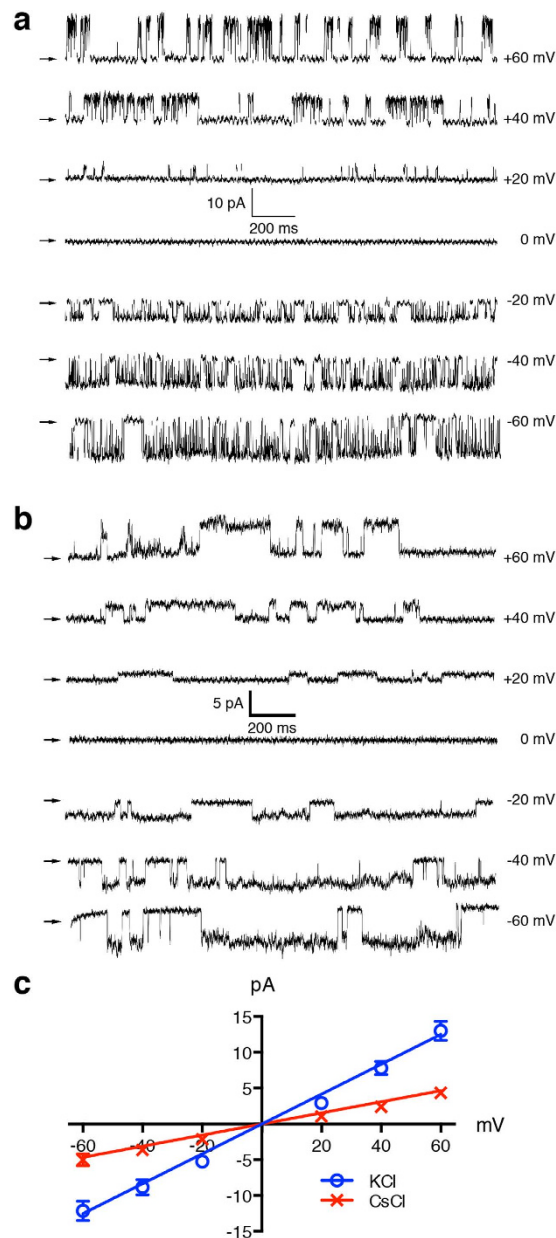 a
+60 mV
+40 mV
+20 mV
10 pA
200 ms
0 mV
-20 mV
-40 mV
-60 mV
b
+60 mV
+40 mV
+20 mV
5 pA
200 ms
0 mV
-20 mV
-40 mV
-60 mV
c
pA
15
10
5
-60 -40 -20 20 40 60 mV
-5
-10
-15
KCl
CsCl